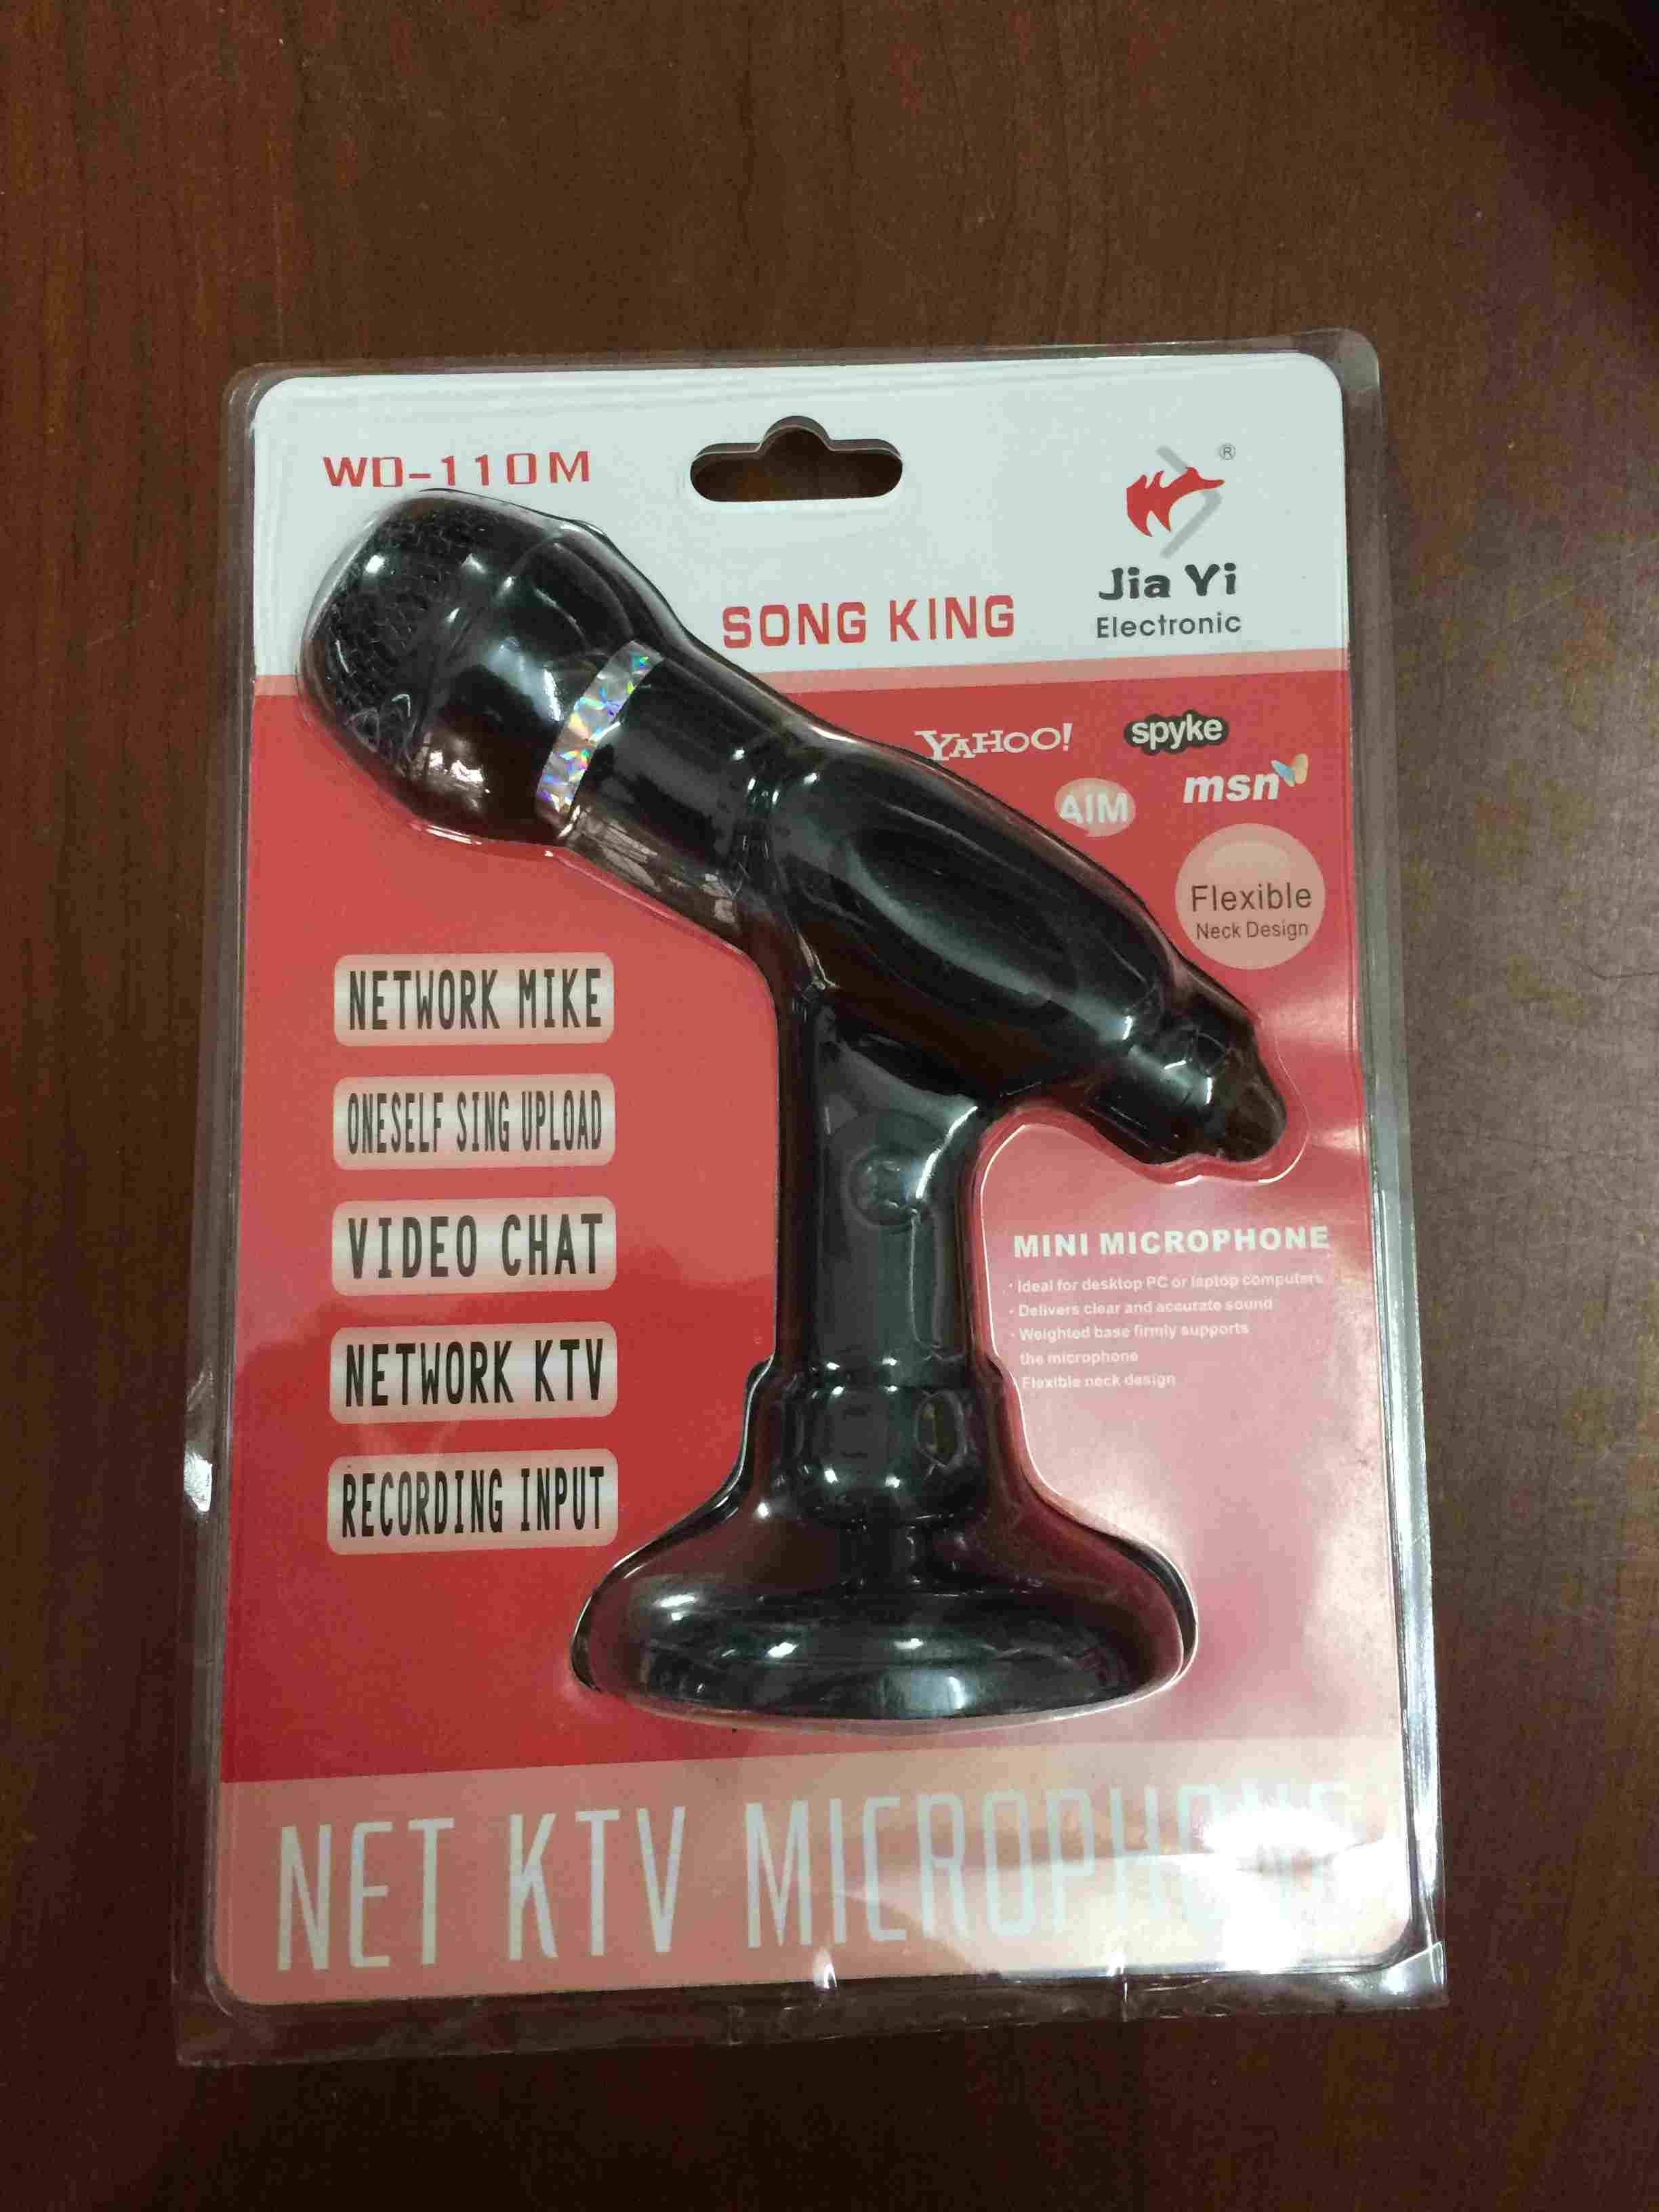 WD-110M
®
Jia Yi
Electronic
SONG KING
YAHOO!
spyke
AIM
msn
Flexible
Neck Design
NETWORK MIKE
ONESELF SING UPLOAD
VIDEO CHAT
NETWORK KTV
RECORDING INPUT
MINI MICROPHONE
· Ideal for desktop PC or laptop computers
· Delivers clear and accurate sound
· Weighted base firmly supports
the microphone
· Flexible neck design
NET KTV MICROPHONE